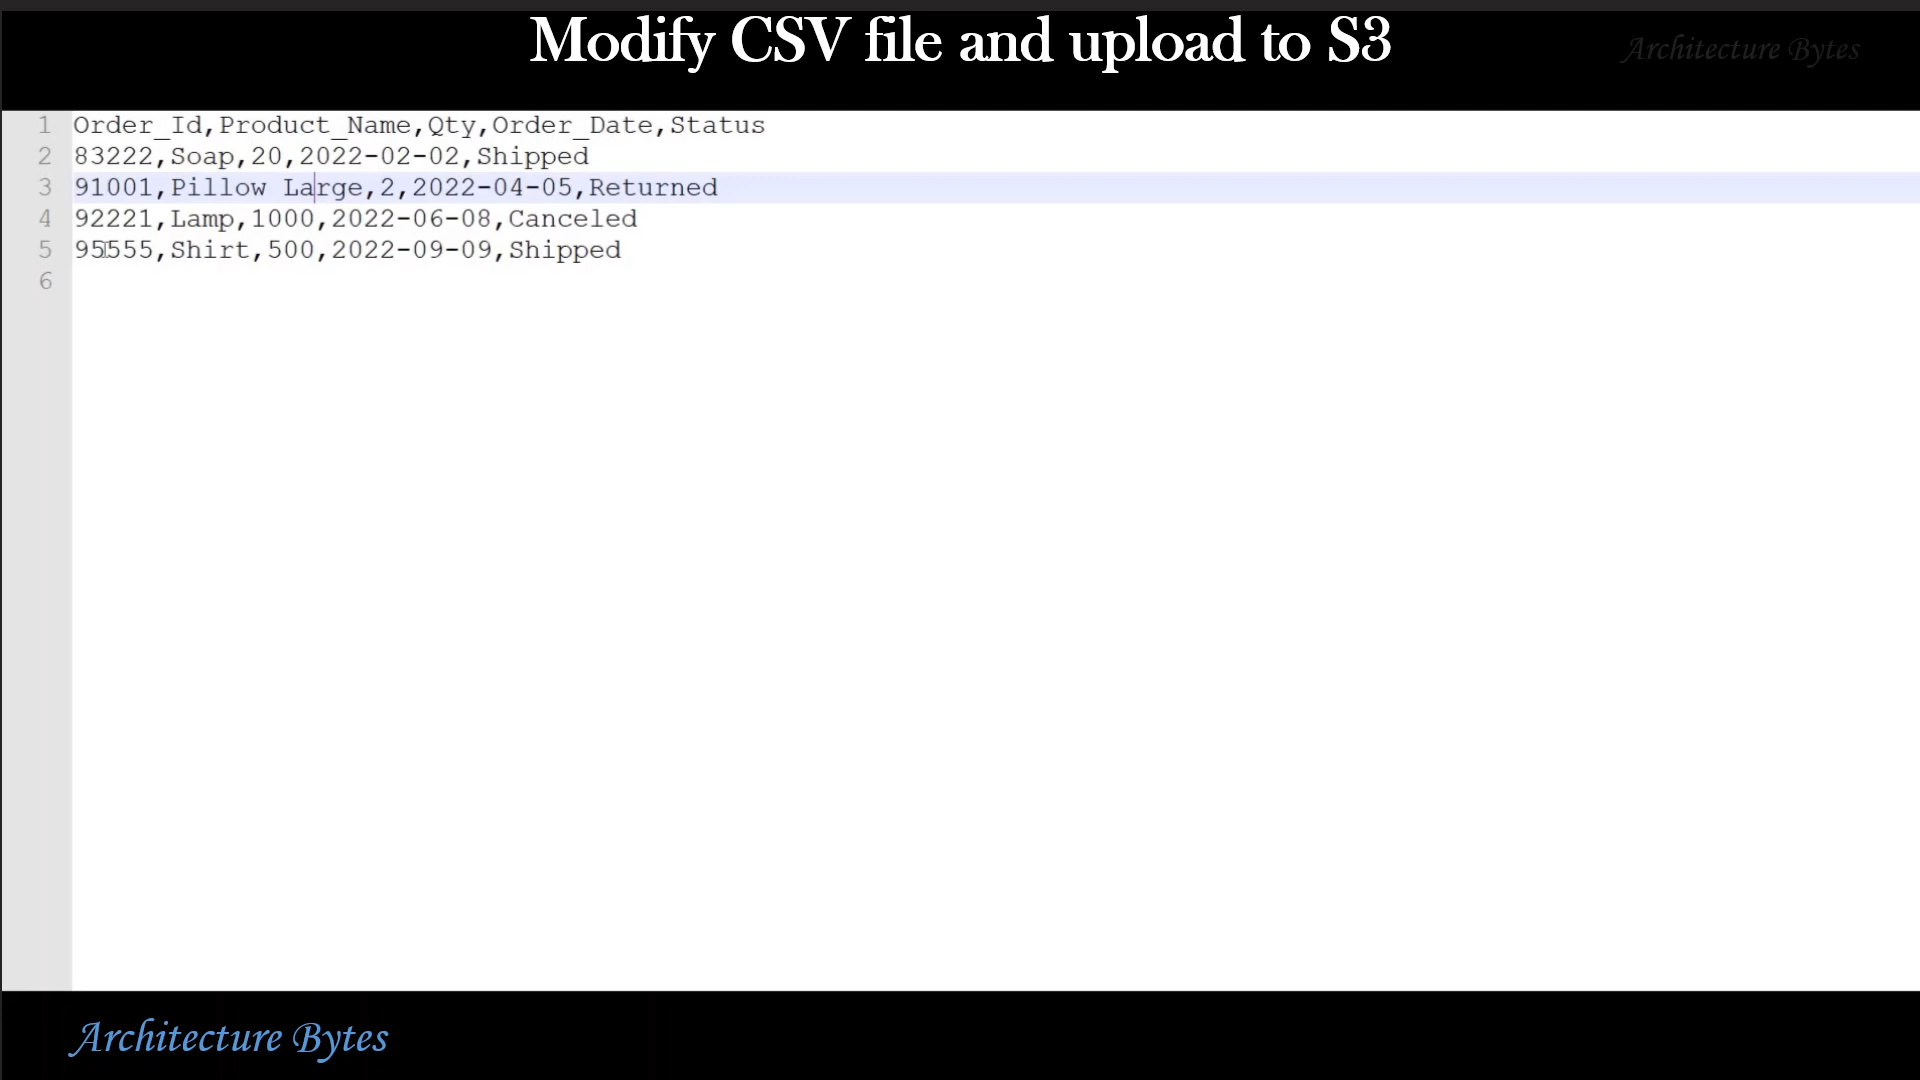 Modify CSV file and upload to S3
Architecture Bytes
1 Order_Id,Product_Name,Qty,Order_Date,Status
2 83222,Soap,20,2022-02-02,Shipped
3 91001,Pillow Large,2,2022-04-05,Returned
4 92221,Lamp,1000,2022-06-08,Canceled
5 95555,Shirt,500,2022-09-09,Shipped
6
Architecture Bytes